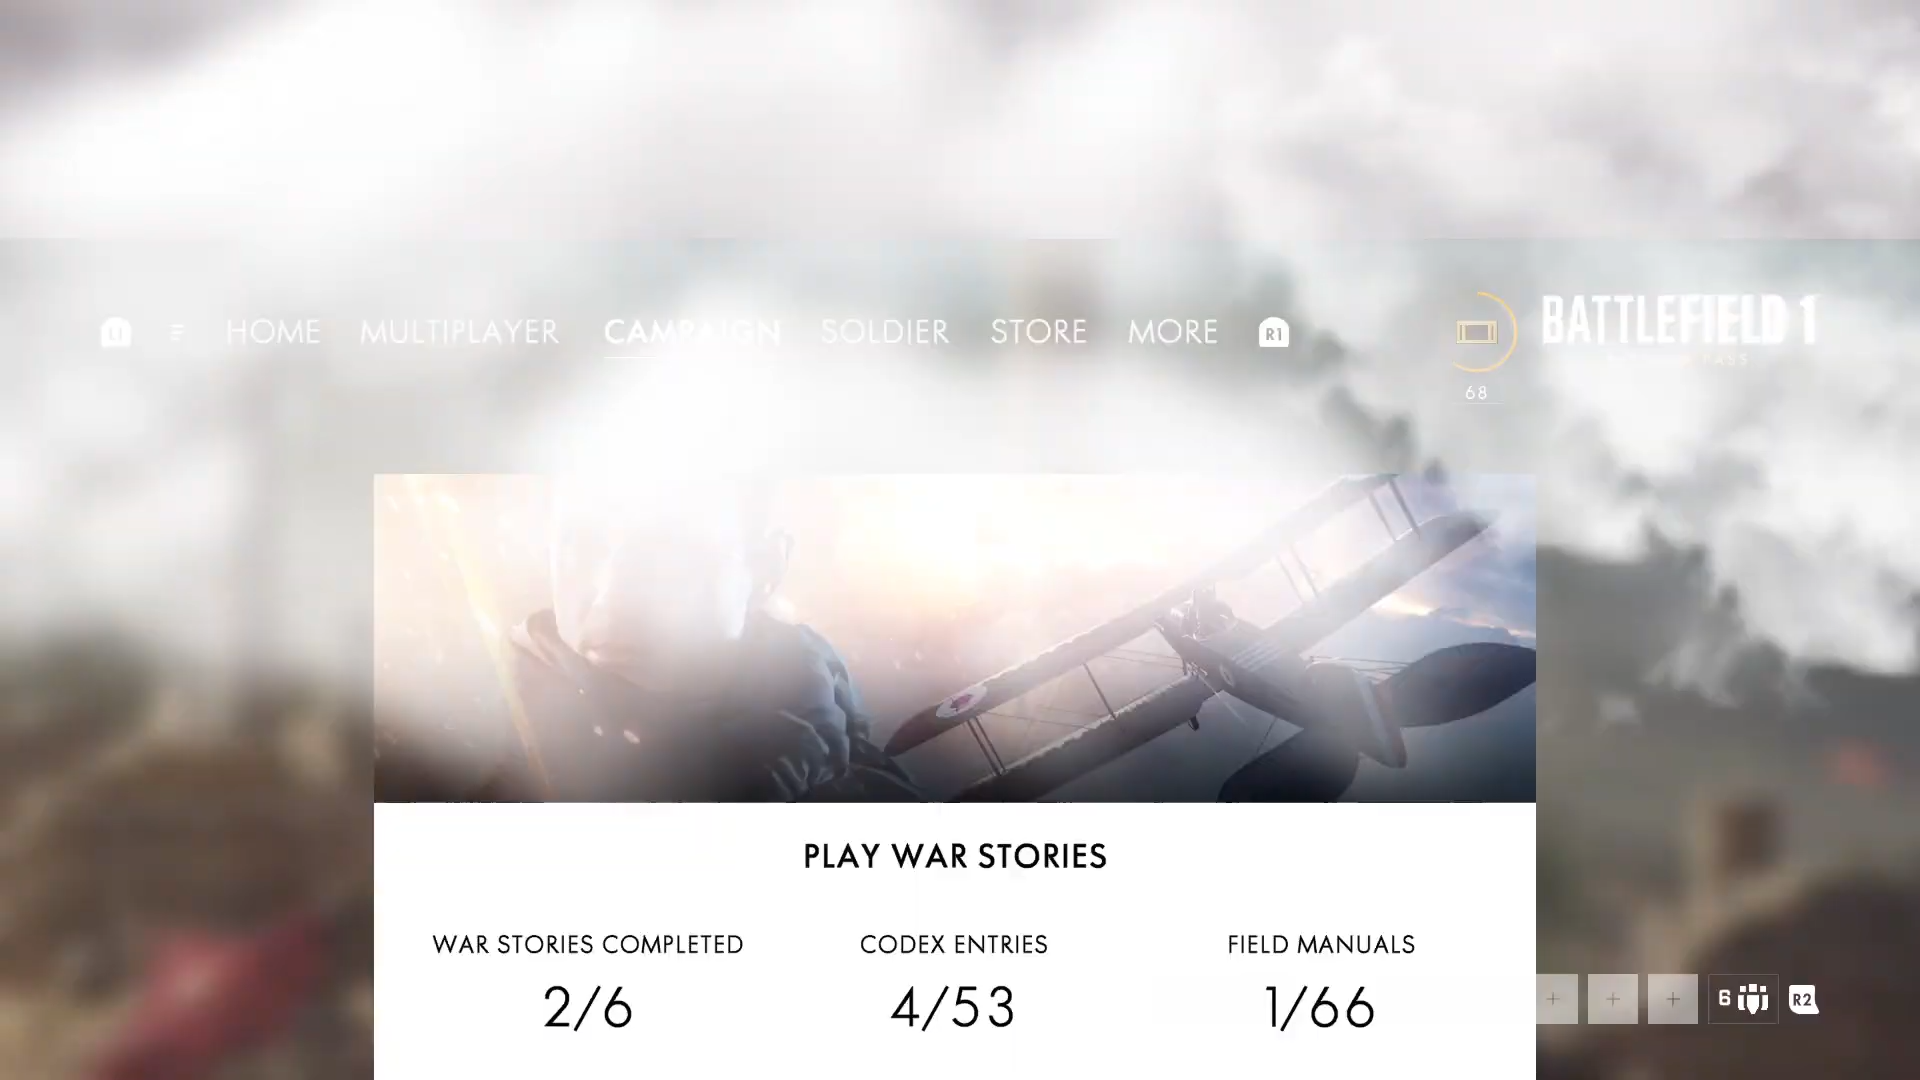 HOME MULTIPLAYER CAMPAIGN SOLDIER STORE MORE R1
BATTLEFIELD 1
PASS
68
PLAY WAR STORIES
WAR STORIES COMPLETED CODEX ENTRIES FIELD MANUALS
2/6 4/53 1/66
+ + + 6 R2